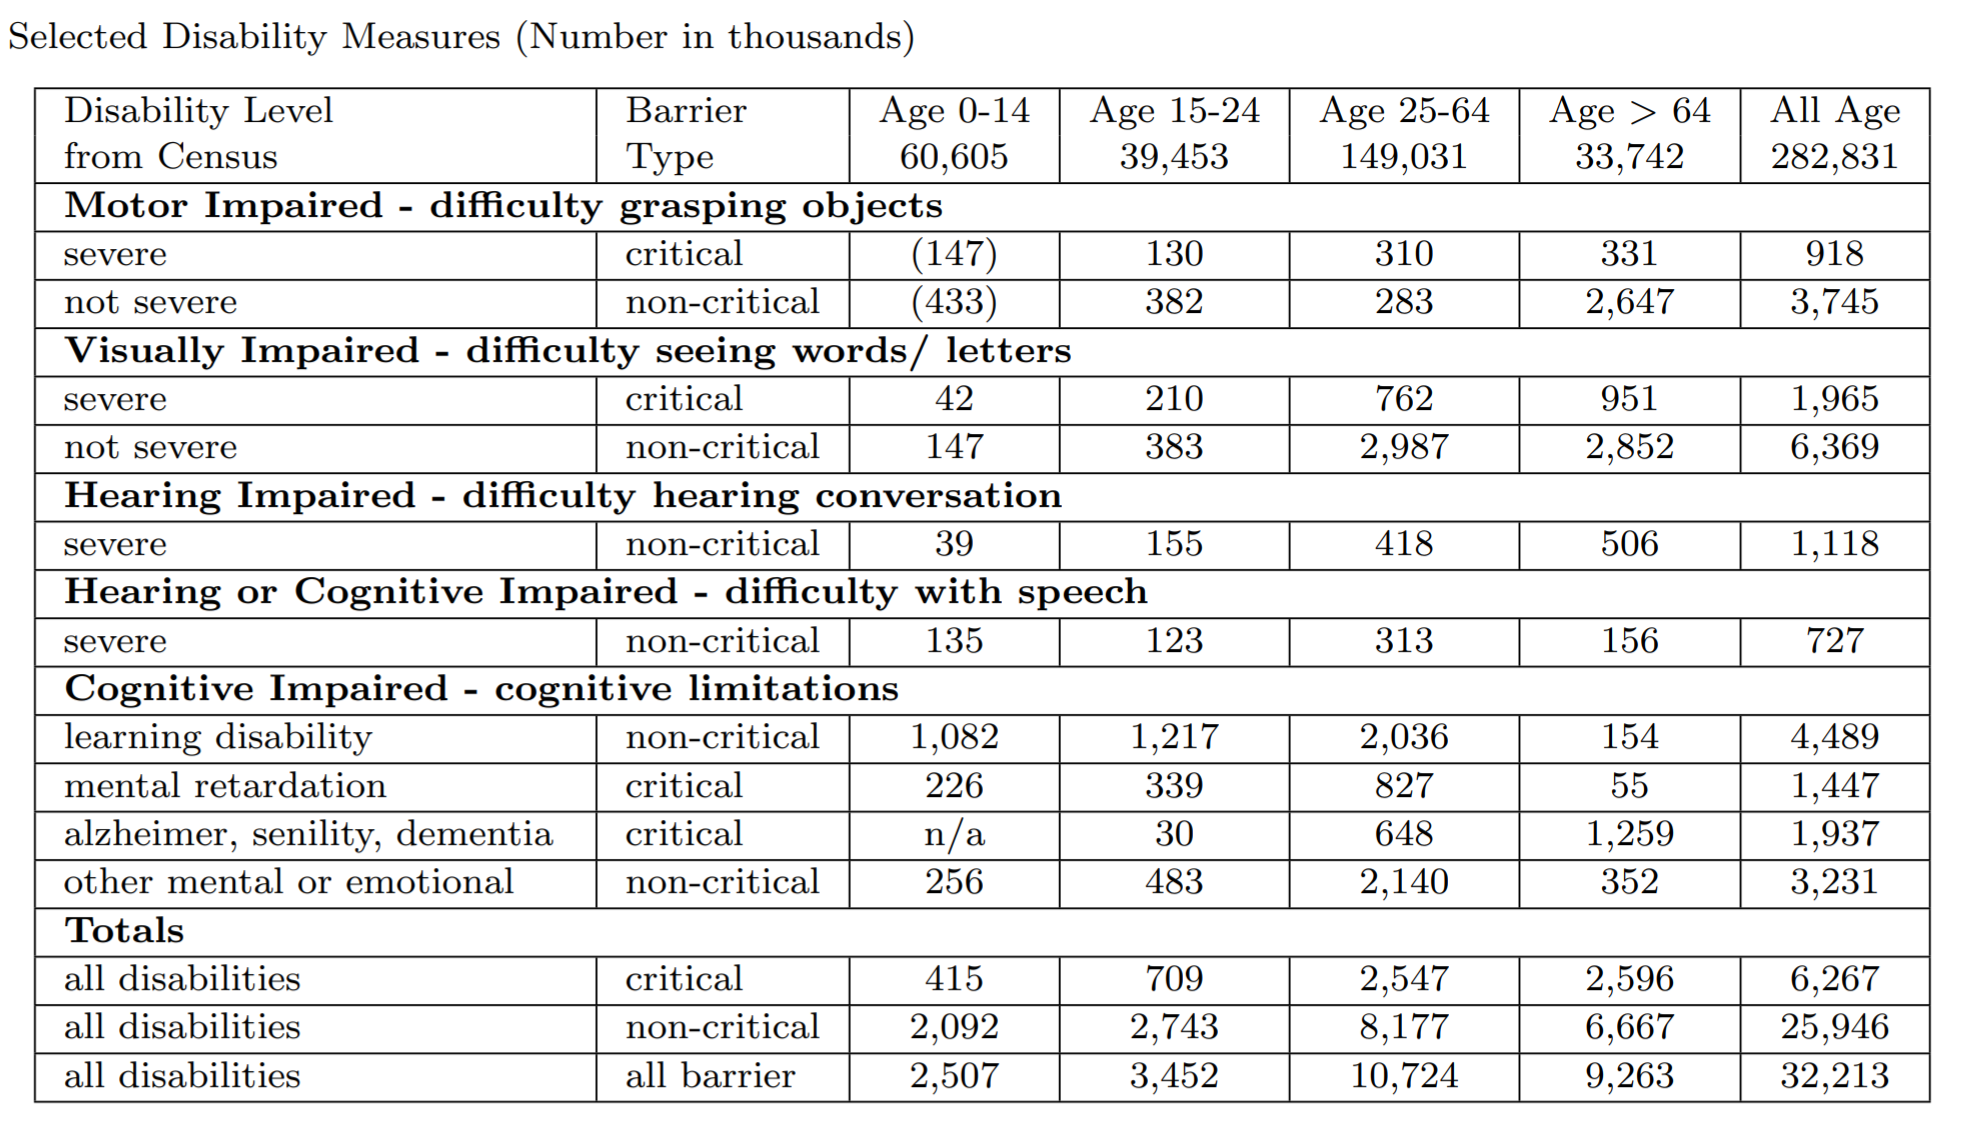 Selected Disability Measures (Number in thousands)
Disability Level Barrier Age 0-14 Age 15-24 Age 25-64 Age > 64 All Age
from Census Type 60,605 39,453 149,031 33,742 282,831
Motor Impaired - difficulty grasping objects
severe critical (147) 130 310 331 918
not severe non-critical (433) 382 283 2,647 3,745
Visually Impaired - difficulty seeing words/ letters
severe critical 42 210 762 951 1,965
not severe non-critical 147 383 2,987 2,852 6,369
Hearing Impaired - difficulty hearing conversation
severe non-critical 39 155 418 506 1,118
Hearing or Cognitive Impaired - difficulty with speech
severe non-critical 135 123 313 156 727
Cognitive Impaired - cognitive limitations
learning disability non-critical 1,082 1,217 2,036 154 4,489
mental retardation critical 226 339 827 55 1,447
alzheimer, senility, dementia critical n/a 30 648 1,259 1,937
other mental or emotional non-critical 256 483 2,140 352 3,231
Totals
all disabilities critical 415 709 2,547 2,596 6,267
all disabilities non-critical 2,092 2,743 8,177 6,667 25,946
all disabilities all barrier 2,507 3,452 10,724 9,263 32,213